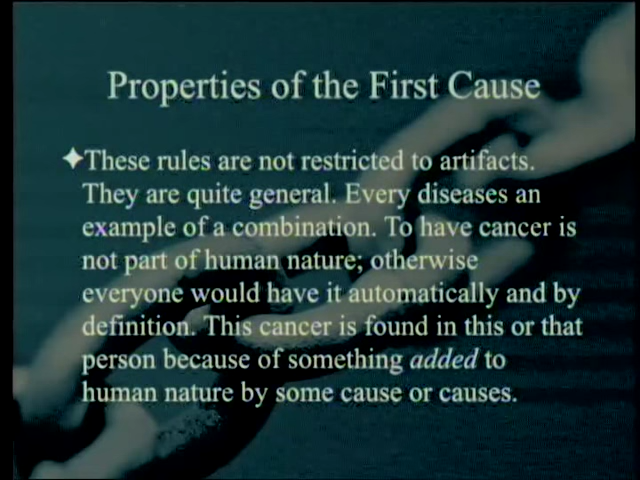 Properties of the First Cause
✦These rules are not restricted to artifacts.
They are quite general. Every diseases an
example of a combination. To have cancer is
not part of human nature; otherwise
everyone would have it automatically and by
definition. This cancer is found in this or that
person because of something added to
human nature by some cause or causes.